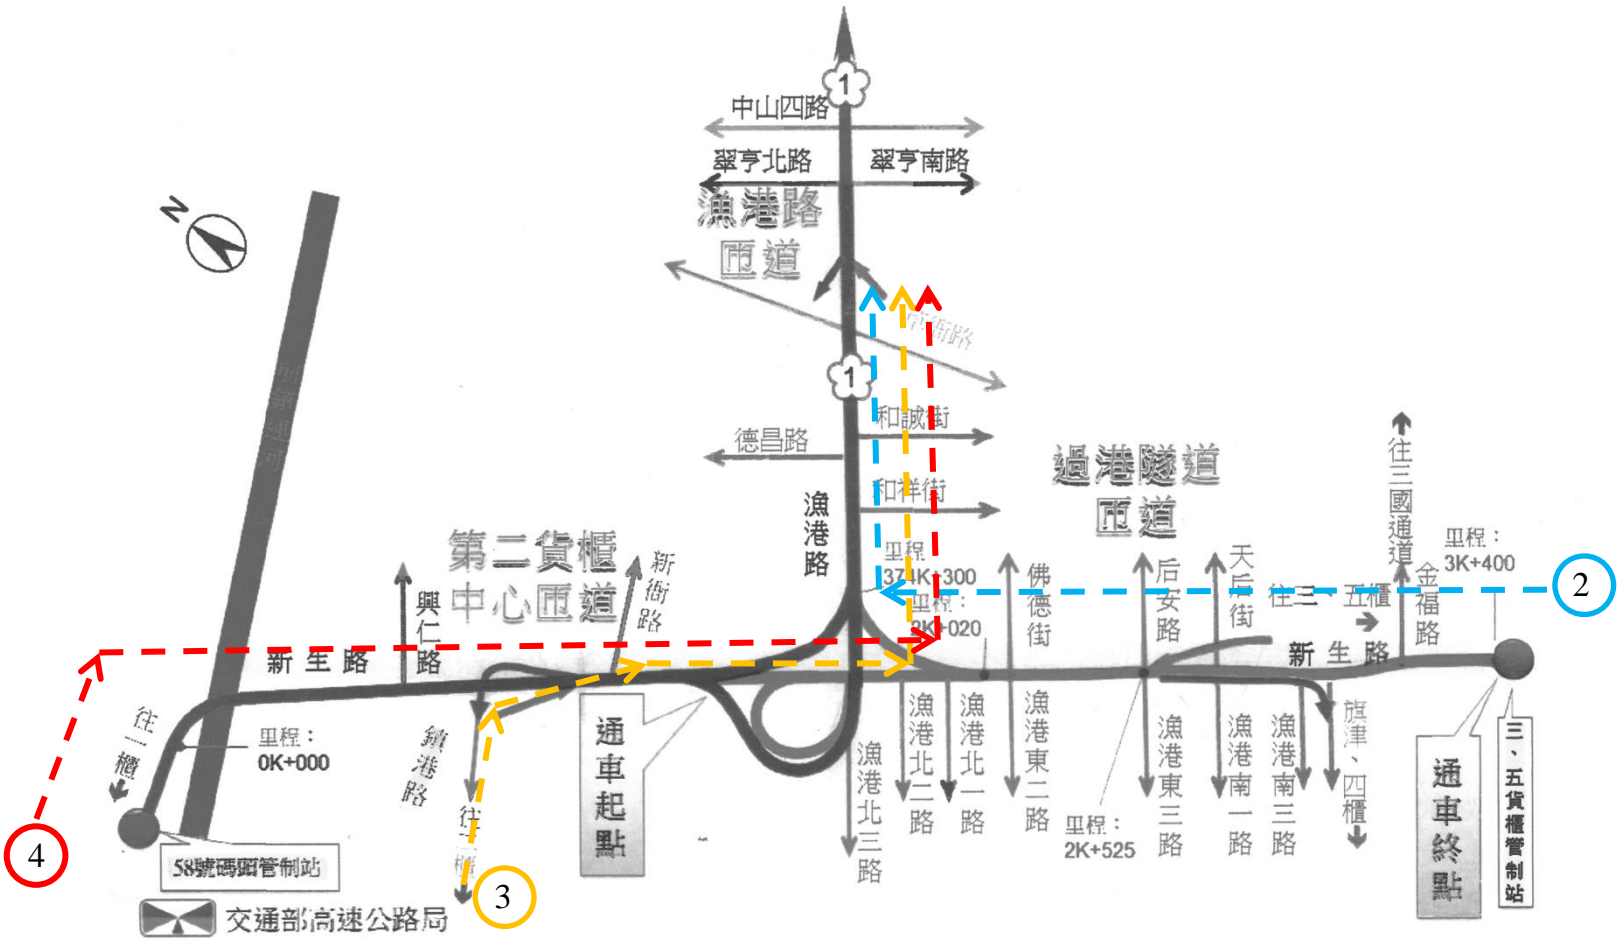 1
中山四路
翠亨北路
翠亨南路
漁港路
匝道
N
1
和誠街
德昌路
和祥街
漁港路
過港隧道
匝道
第二貨櫃
中心匝道
新衙路
興仁路
新生路
里程：
374K+300
里程：
2K+020
佛德街
后安路
天后街
往三、五櫃
往三國通道
金福路
里程：
3K+400
2
新生路
往一櫃
里程：
0K+000
鎮港路
通車起點
漁港北三路
漁港北二路
漁港北一路
漁港東二路
里程：
2K+525
漁港東三路
漁港南一路
漁港南三路
旗津、四櫃
通車終點
三、五貨櫃管制站
4
58號碼頭管制站
3
交通部高速公路局